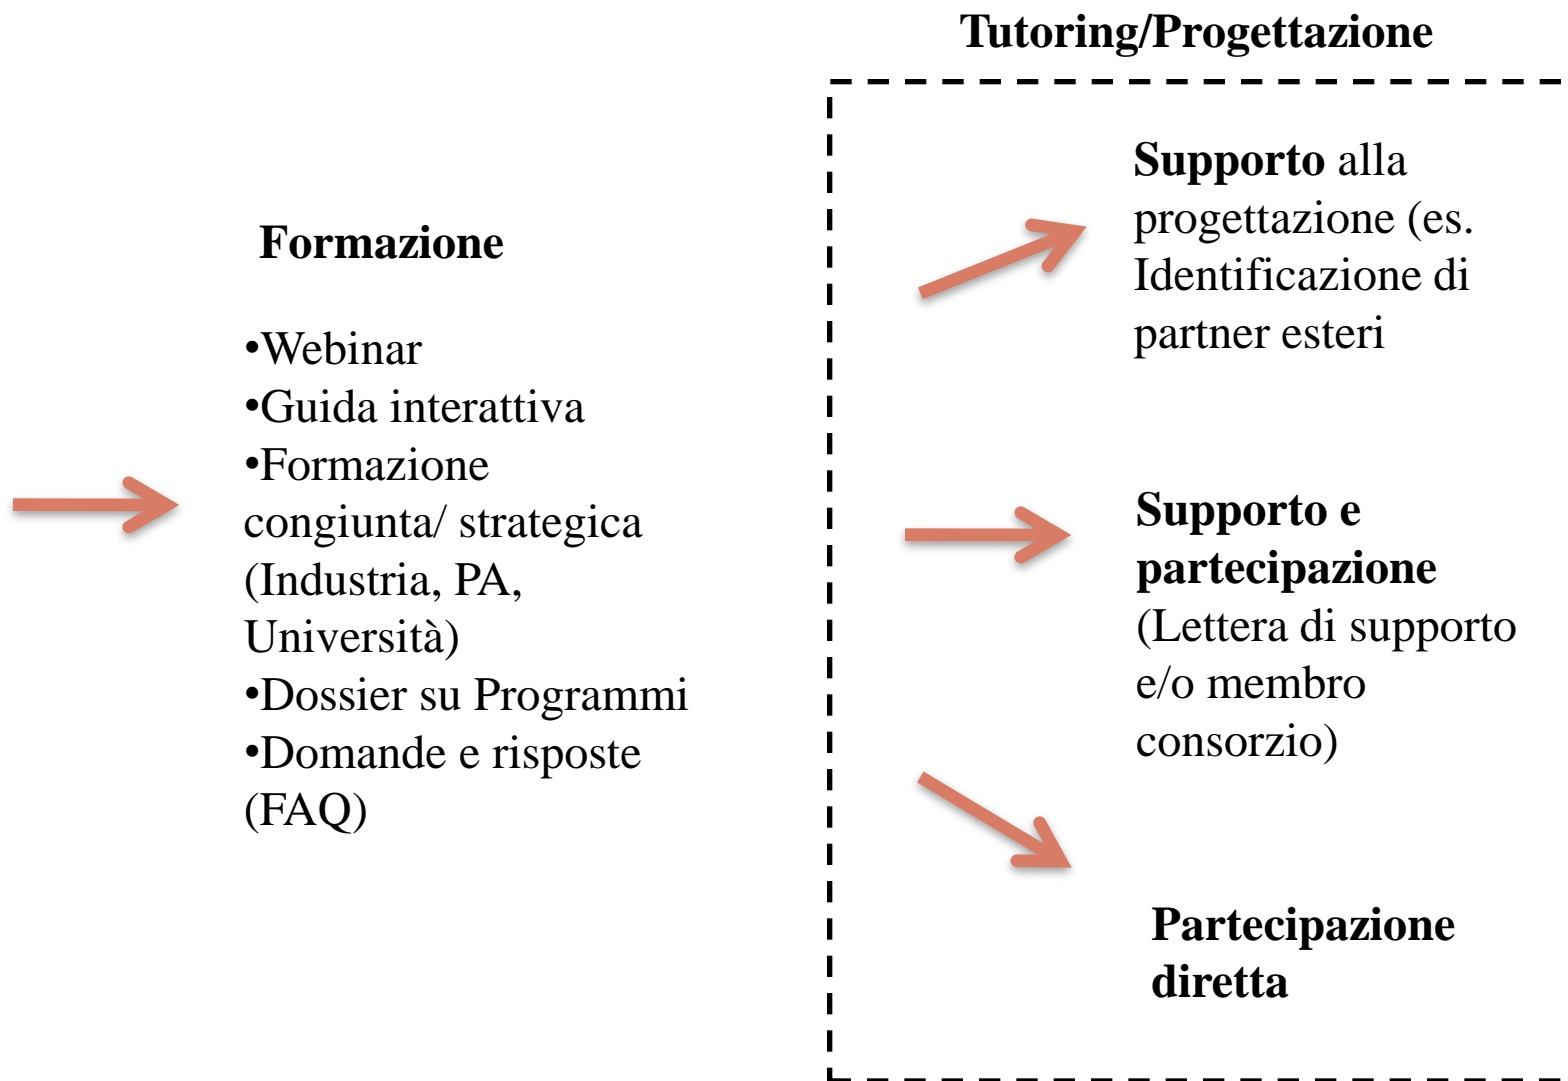 Tutoring/Progettazione
Formazione
•Webinar
•Guida interattiva
•Formazione
congiunta/ strategica
(Industria, PA,
Università)
•Dossier su Programmi
•Domande e risposte
(FAQ)
Supporto alla
progettazione (es.
Identificazione di
partner esteri
Supporto e
partecipazione
(Lettera di supporto
e/o membro
consorzio)
Partecipazione
diretta